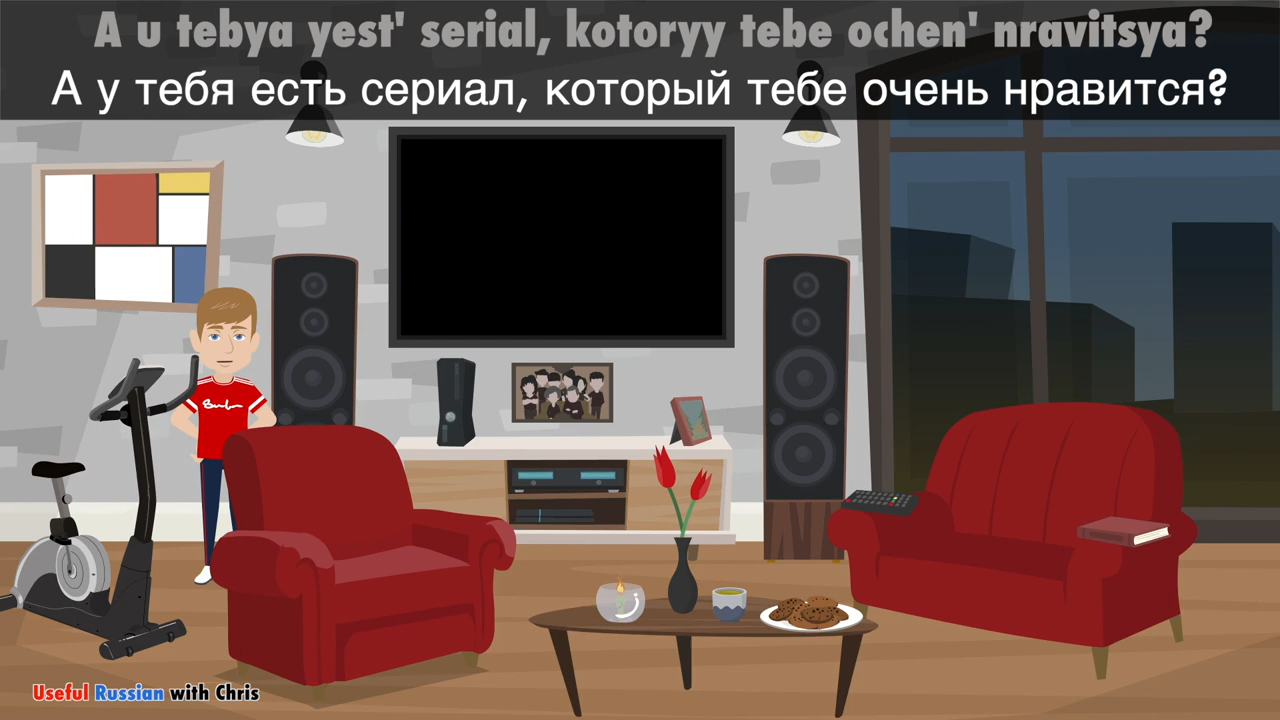 A u tebya yest' serial, kotoryy tebe ochen' nravitsya?
А у тебя есть сериал, который тебе очень нравится?
Useful Russian with Chris